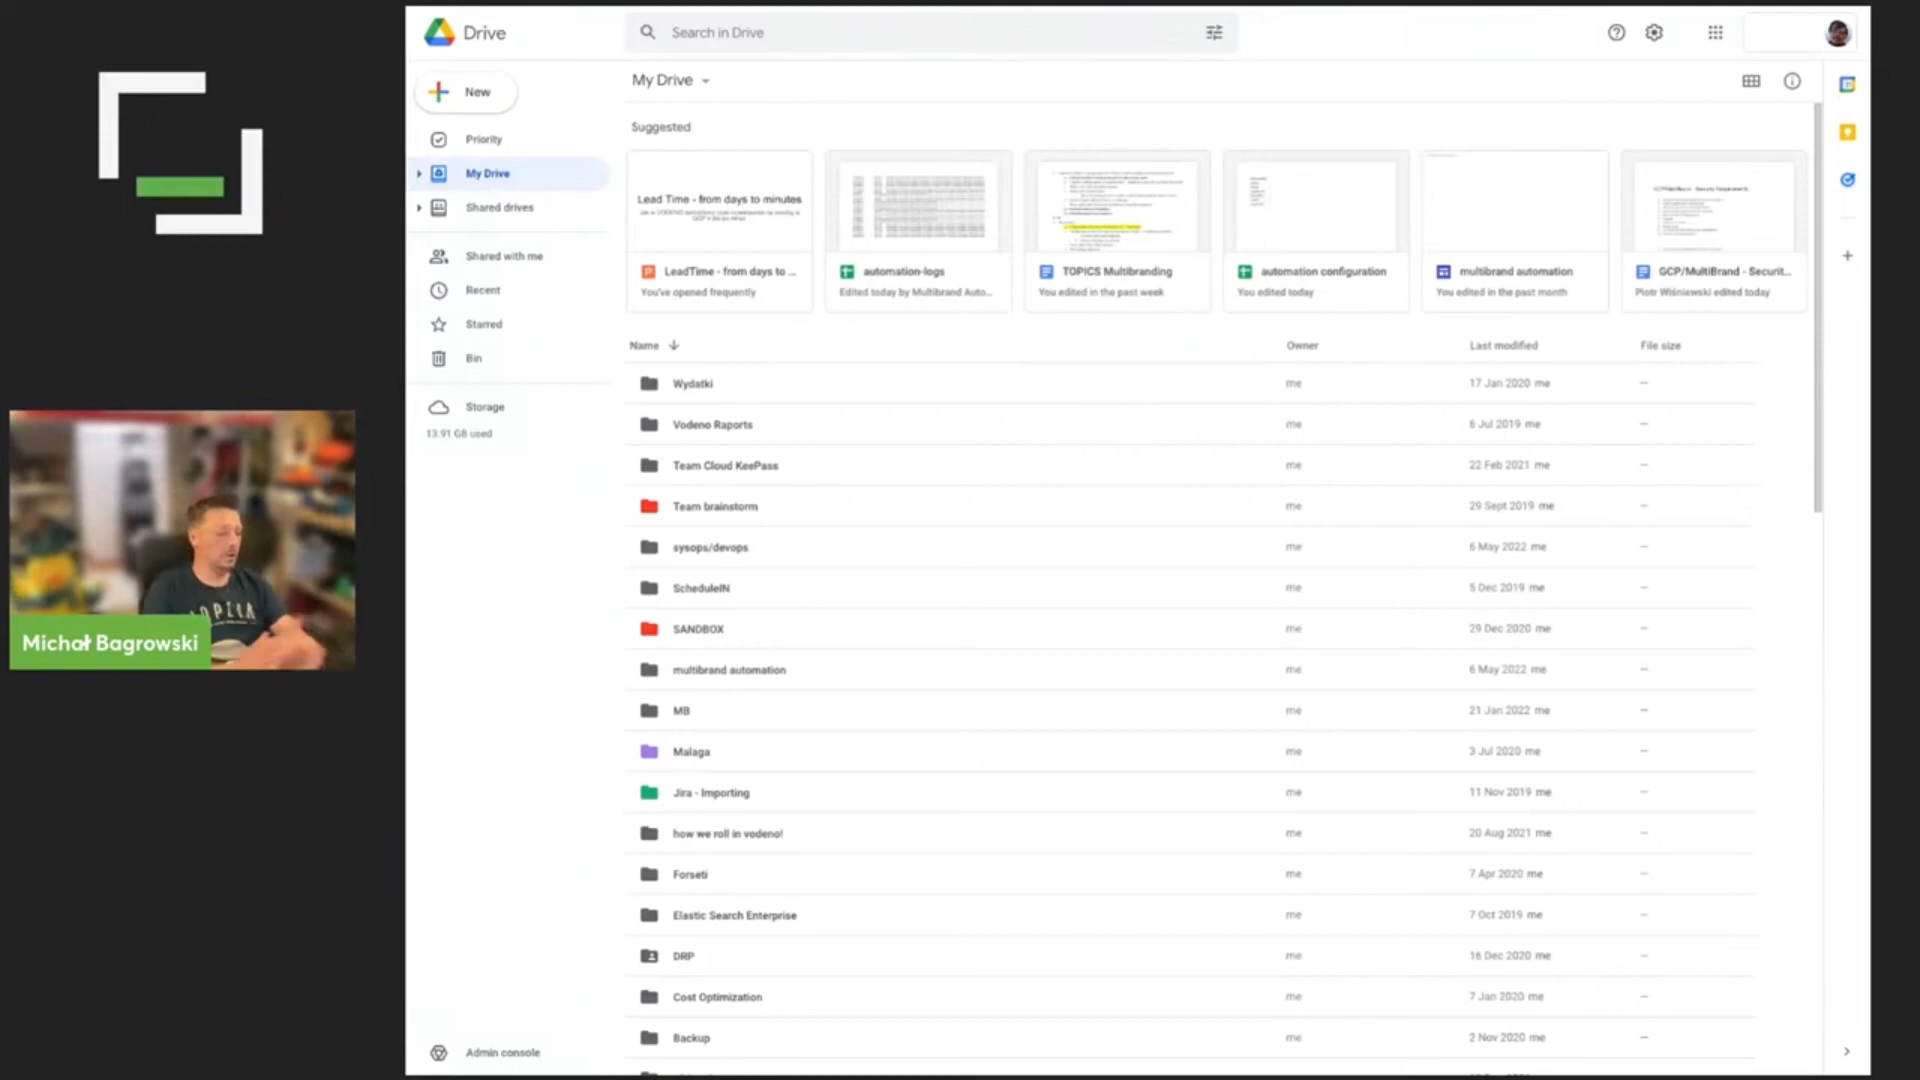 Drive
Search in Drive
New
Priority
My Drive
Shared drives
Shared with me
Recent
Starred
Bin
Storage
13.91 GB used
Admin console
My Drive
Suggested
Lead Time - from days to minutes
LeadTime - from days to ...
You've opened frequently
automation-logs
Edited today by Multibrand Auto...
TOPICS Multibranding
You edited in the past week
automation configuration
You edited today
multibrand automation
You edited in the past month
GCP/MultiBrand - Securit...
Piotr Wiśniewski edited today
Name Owner Last modified File size
Wydatki me 17 Jan 2020 me –
Vodeno Raports me 6 Jul 2019 me –
Team Cloud KeePass me 22 Feb 2021 me –
Team brainstorm me 29 Sept 2019 me –
sysops/devops me 6 May 2022 me –
ScheduleIN me 5 Dec 2019 me –
SANDBOX me 29 Dec 2020 me –
multibrand automation me 6 May 2022 me –
MB me 21 Jan 2022 me –
Malaga me 3 Jul 2020 me –
Jira - Importing me 11 Nov 2019 me –
how we roll in vodeno! me 20 Aug 2021 me –
Forseti me 7 Apr 2020 me –
Elastic Search Enterprise me 7 Oct 2019 me –
DRP me 16 Dec 2020 me –
Cost Optimization me 7 Jan 2020 me –
Backup me 2 Nov 2020 me –
Michał Bagrowski